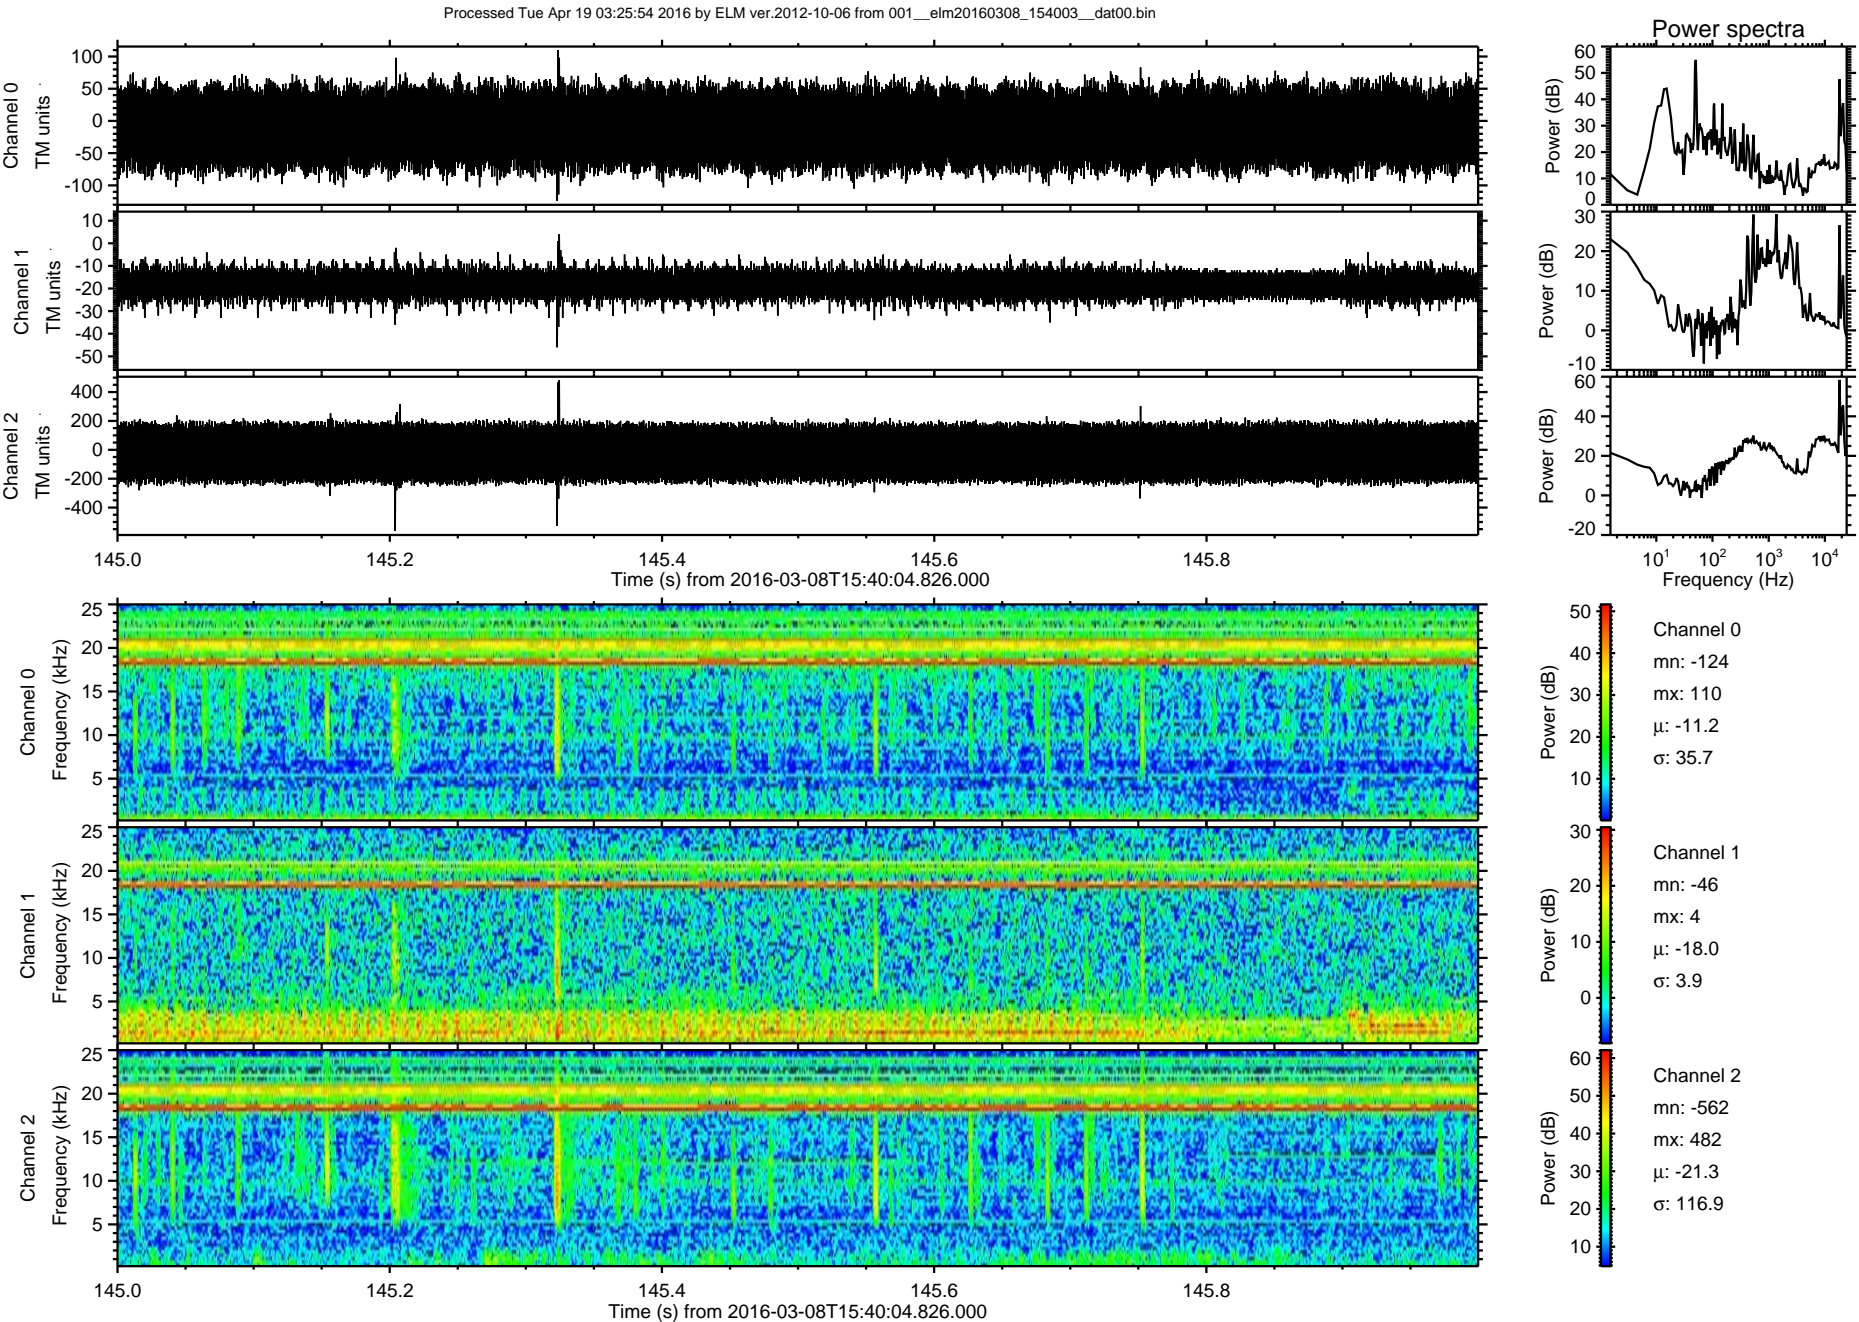 Processed Tue Apr 19 03:25:54 2016 by ELM ver.2012-10-06 from 001__elm20160308_154003__dat00.bin
Power spectra
Channel 0
TM units
100
50
0
-50
-100
Power (dB)
60
50
40
30
20
10
0
Channel 1
TM units
10
0
-10
-20
-30
-40
-50
Power (dB)
30
20
10
0
-10
Channel 2
TM units
400
200
0
-200
-400
Power (dB)
60
40
20
0
-20
145.0 145.2 145.4 145.6 145.8
Time (s) from 2016-03-08T15:40:04.826.000
10¹ 10² 10³ 10⁴
Frequency (Hz)
Channel 0
Frequency (kHz)
25
20
15
10
5
Power (dB)
50
40
30
20
10
Channel 0
mn: -124
mx: 110
μ: -11.2
σ: 35.7
Channel 1
Frequency (kHz)
25
20
15
10
5
Power (dB)
30
20
10
0
Channel 1
mn: -46
mx: 4
μ: -18.0
σ: 3.9
Channel 2
Frequency (kHz)
25
20
15
10
5
Power (dB)
60
50
40
30
20
10
Channel 2
mn: -562
mx: 482
μ: -21.3
σ: 116.9
145.0 145.2 145.4 145.6 145.8
Time (s) from 2016-03-08T15:40:04.826.000